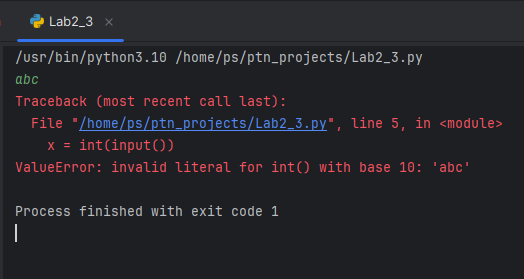 Lab2_3
/usr/bin/python3.10 /home/ps/ptn_projects/Lab2_3.py
abc
Traceback (most recent call last):
  File "/home/ps/ptn_projects/Lab2_3.py", line 5, in <module>
    x = int(input())
ValueError: invalid literal for int() with base 10: 'abc'
Process finished with exit code 1